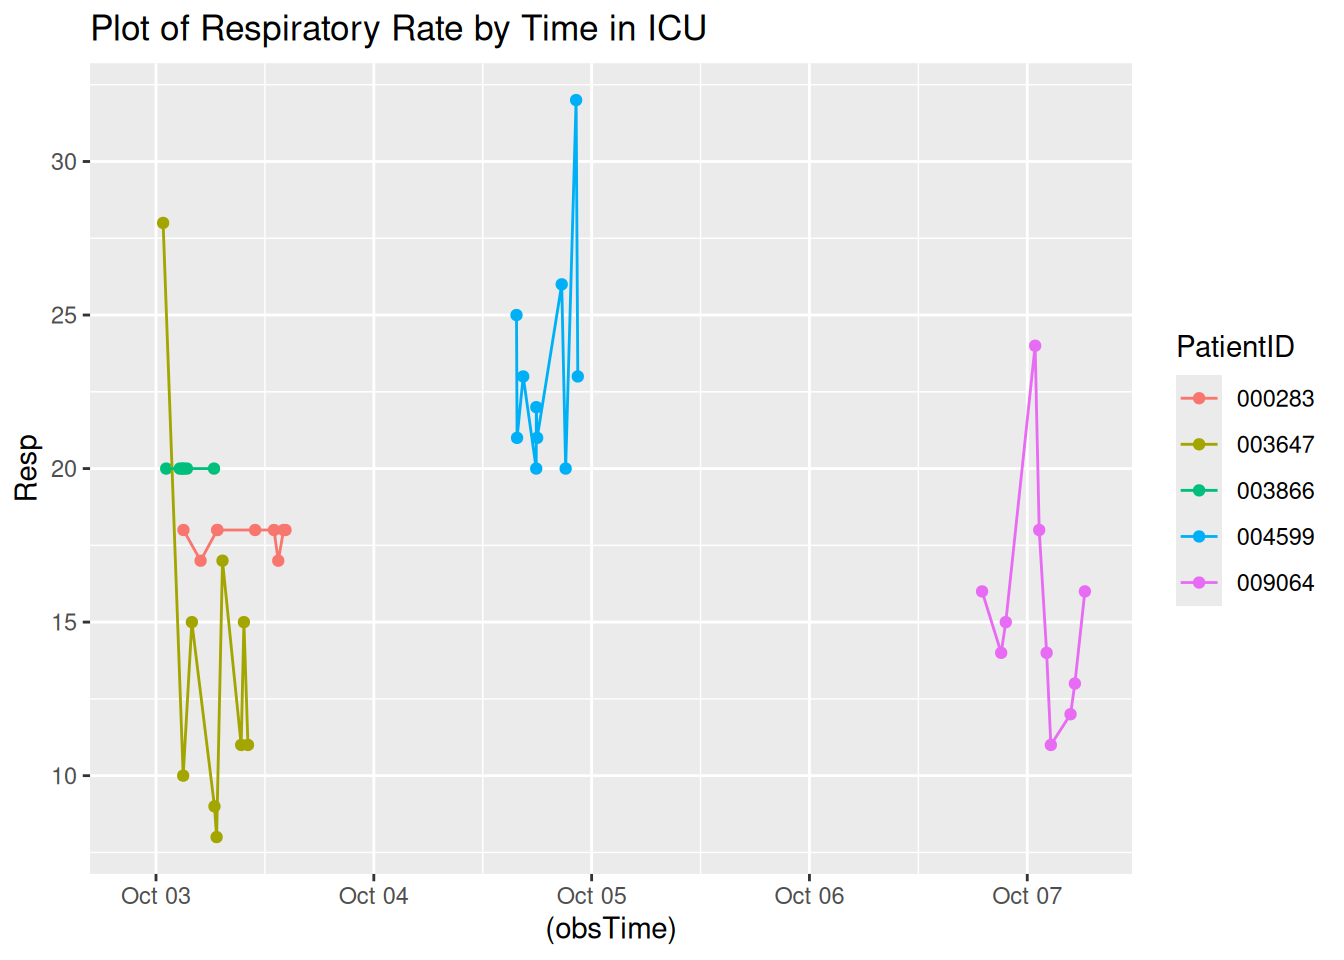 Plot of Respiratory Rate by Time in ICU
30
25
20
15
10
Resp
Oct 03 Oct 04 Oct 05 Oct 06 Oct 07
(obsTime)
PatientID
000283
003647
003866
004599
009064